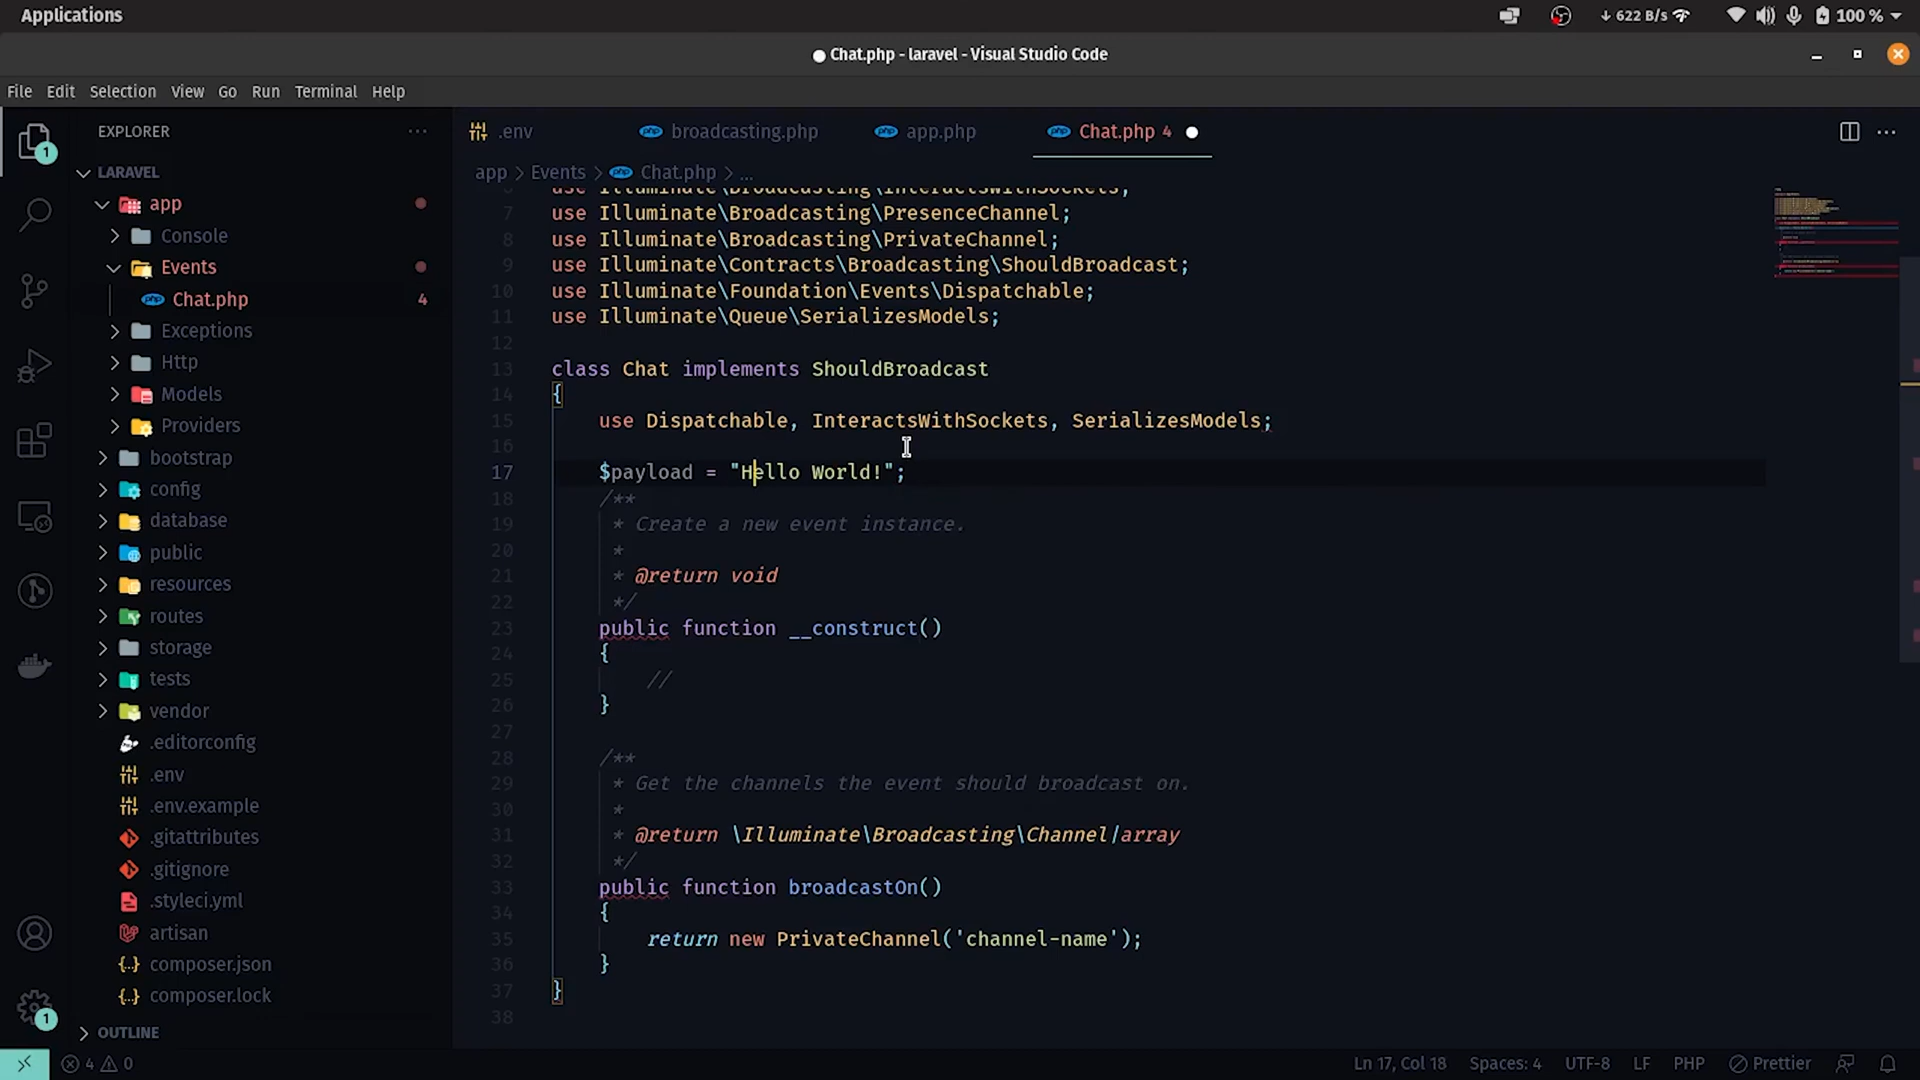 Applications
↓ 622 B/s
100 %
Chat.php - laravel - Visual Studio Code
File Edit Selection View Go Run Terminal Help
EXPLORER ...
.env
broadcasting.php
app.php
Chat.php 4
1
app > Events > Chat.php > ...
LARAVEL
app
Console
Events
Chat.php 4
Exceptions
Http
Models
Providers
bootstrap
config
database
public
resources
routes
storage
tests
vendor
.editorconfig
.env
.env.example
.gitattributes
.gitignore
.styleci.yml
artisan
composer.json
composer.lock
OUTLINE
1
6 use Illuminate\Broadcasting\InteractsWithSockets;
7 use Illuminate\Broadcasting\PresenceChannel;
8 use Illuminate\Broadcasting\PrivateChannel;
9 use Illuminate\Contracts\Broadcasting\ShouldBroadcast;
10 use Illuminate\Foundation\Events\Dispatchable;
11 use Illuminate\Queue\SerializesModels;
12
13 class Chat implements ShouldBroadcast
14 {
15 use Dispatchable, InteractsWithSockets, SerializesModels;
16
17 $payload = "Hello World!";
18 /**
19 * Create a new event instance.
20 *
21 * @return void
22 */
23 public function __construct()
24 {
25 //
26 }
27
28 /**
29 * Get the channels the event should broadcast on.
30 *
31 * @return \Illuminate\Broadcasting\Channel|array
32 */
33 public function broadcastOn()
34 {
35 return new PrivateChannel('channel-name');
36 }
37 }
38
4 0
Ln 17, Col 18 Spaces: 4 UTF-8 LF PHP Prettier